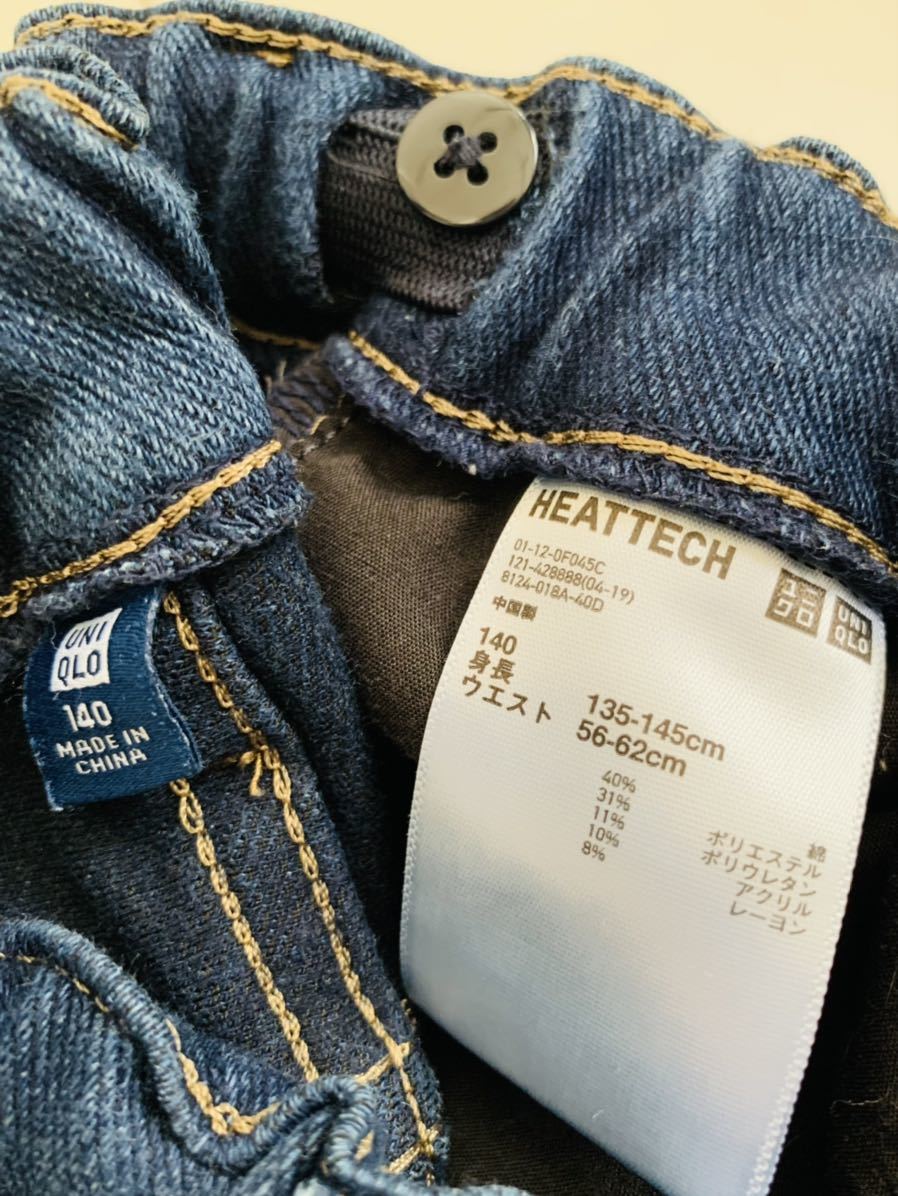 HEATTECH
01-12-0F045C
121-428888(04-19)
8124-018A-40D
中国製
ユニ
クロ
UNI
QLO
140
身長 135-145cm
ウエスト 56-62cm
40% 綿
31% ポリエステル
11% ポリウレタン
10% アクリル
8% レーヨン
UNI
QLO
140
MADE IN
CHINA